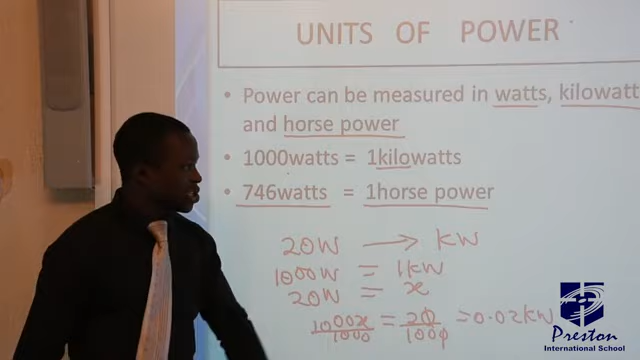 UNITS OF POWER
• Power can be measured in watts, kilowatt
and horse power
• 1000watts = 1kilowatts
• 746watts = 1horse power
20W → KW
1000W = 1KW
20W = x
1000x/1000 = 20/1000 = 0.02KW
Preston
International School